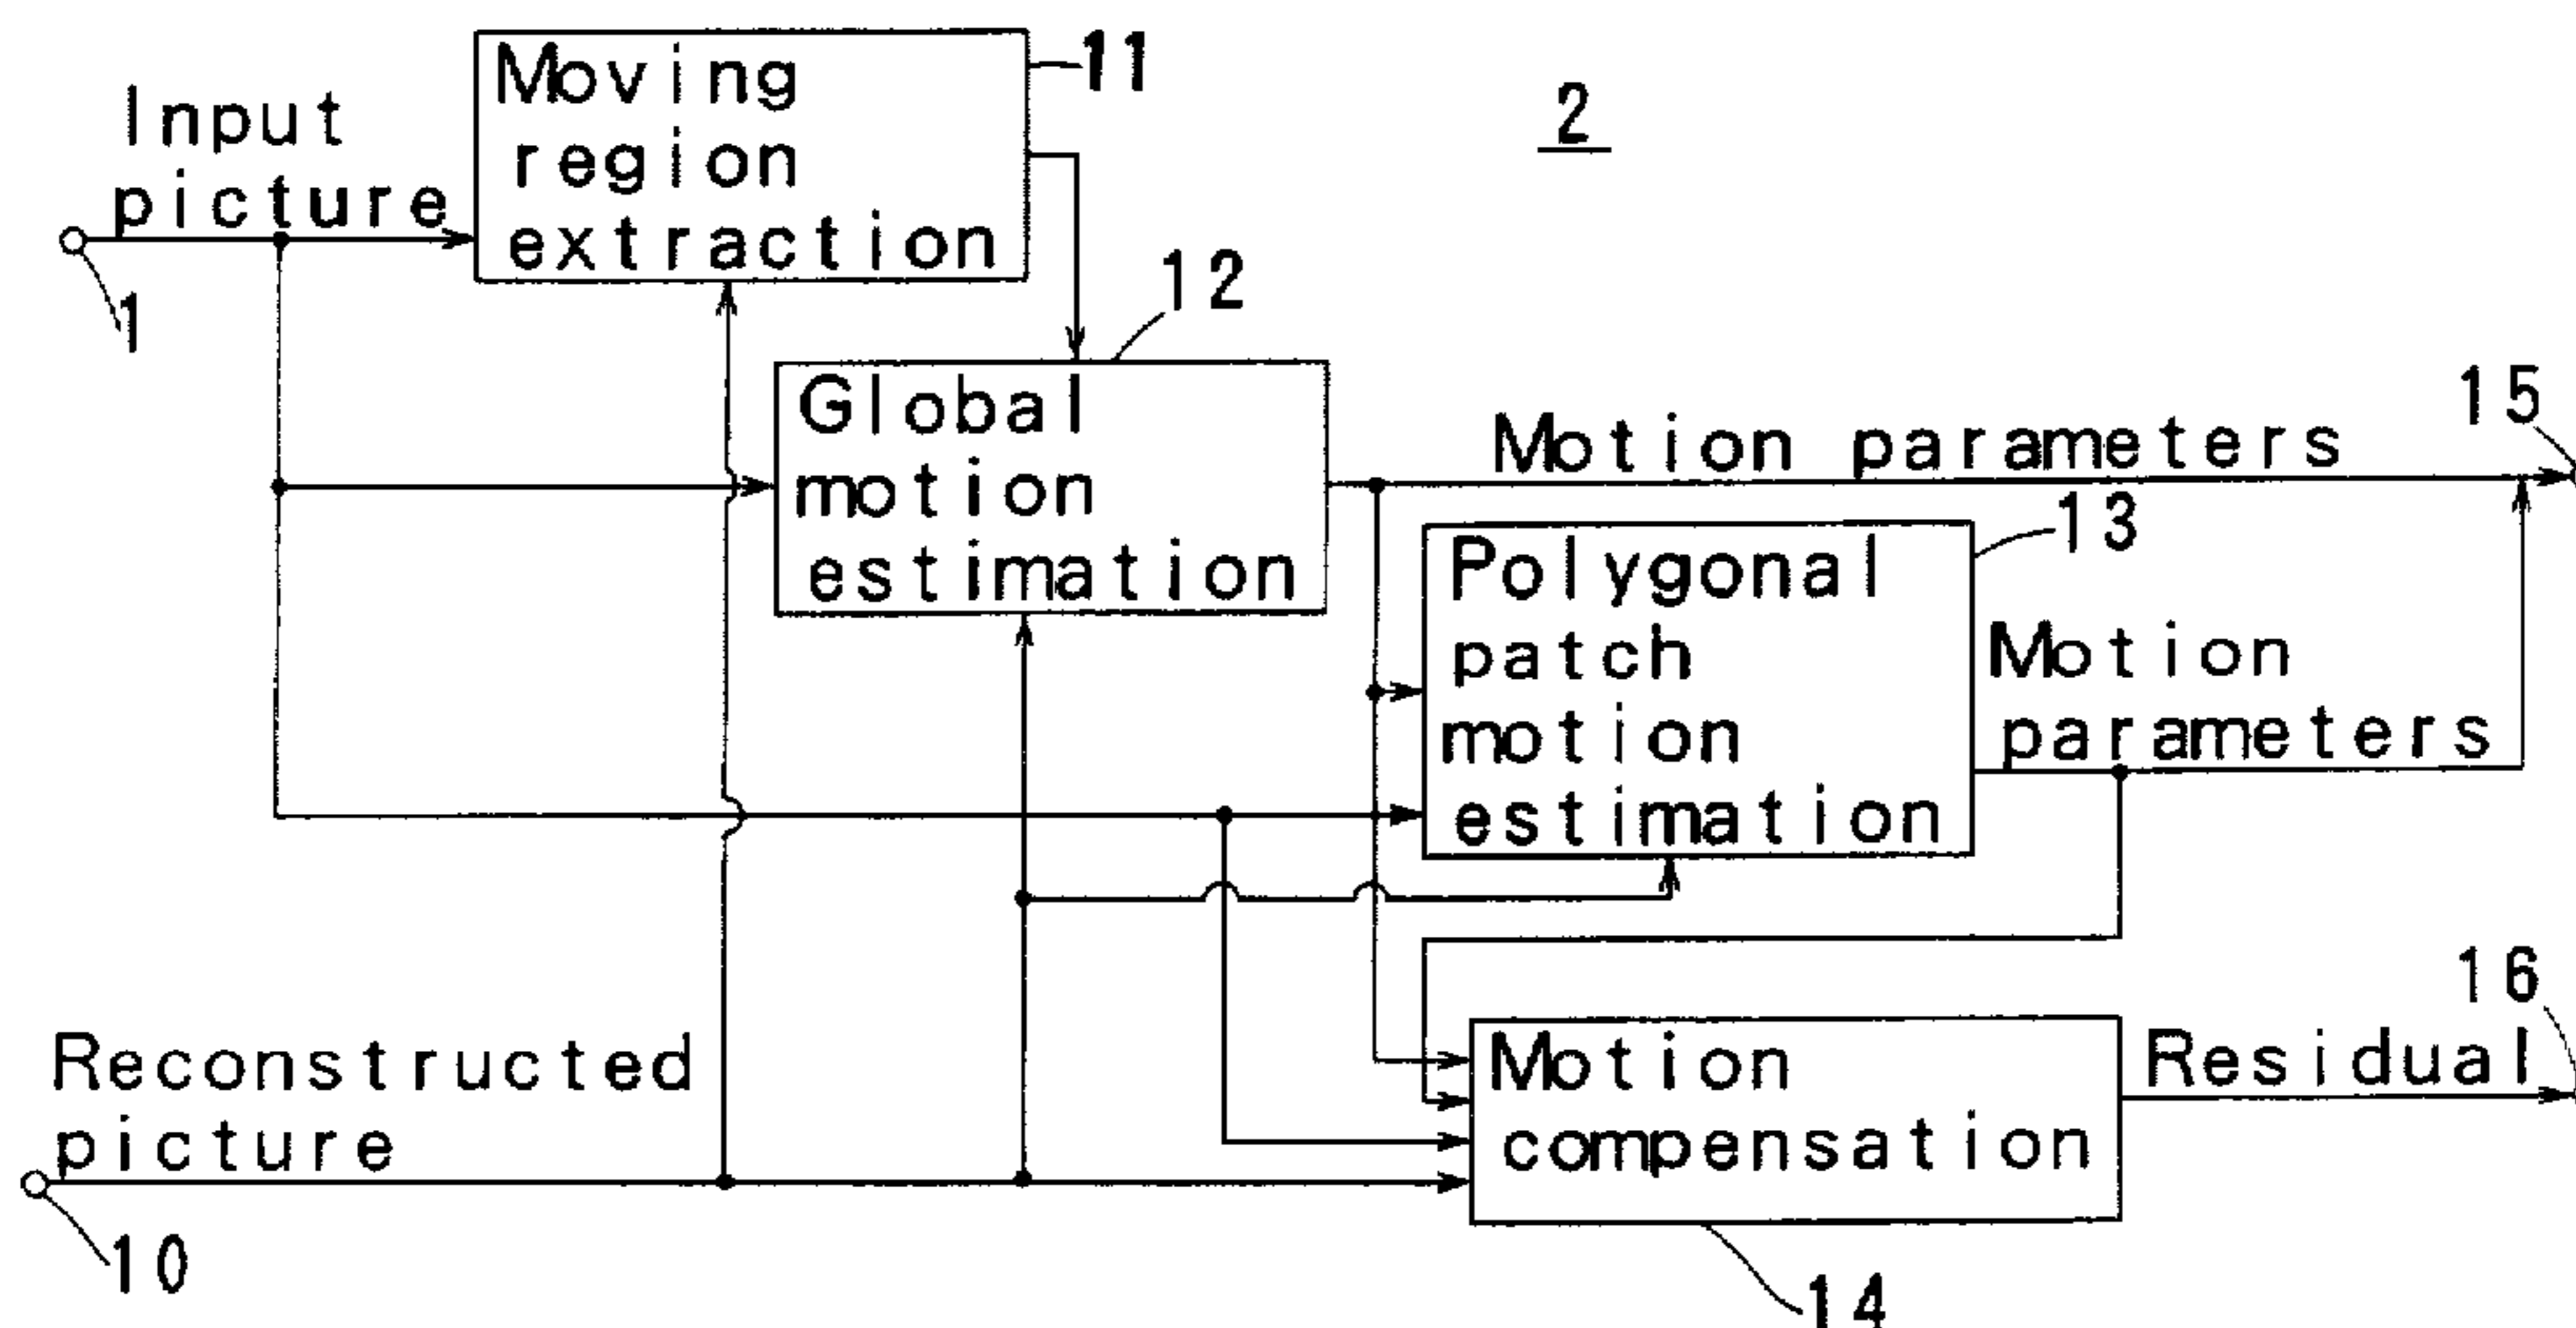 Moving
region
extraction
11
2
Input
picture
1
12
Global
motion
estimation
Motion parameters
15
13
Polygonal
patch
motion
estimation
Motion
parameters
16
Reconstructed
picture
10
Motion
compensation
Residual
14